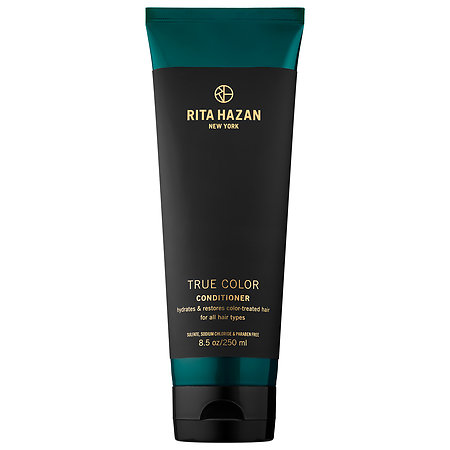 RH
RITA HAZAN
NEW YORK
TRUE COLOR
CONDITIONER
hydrates & restores color-treated hair
for all hair types
SULFATE, SODIUM CHLORIDE & PARABEN FREE
8.5 oz/250 ml